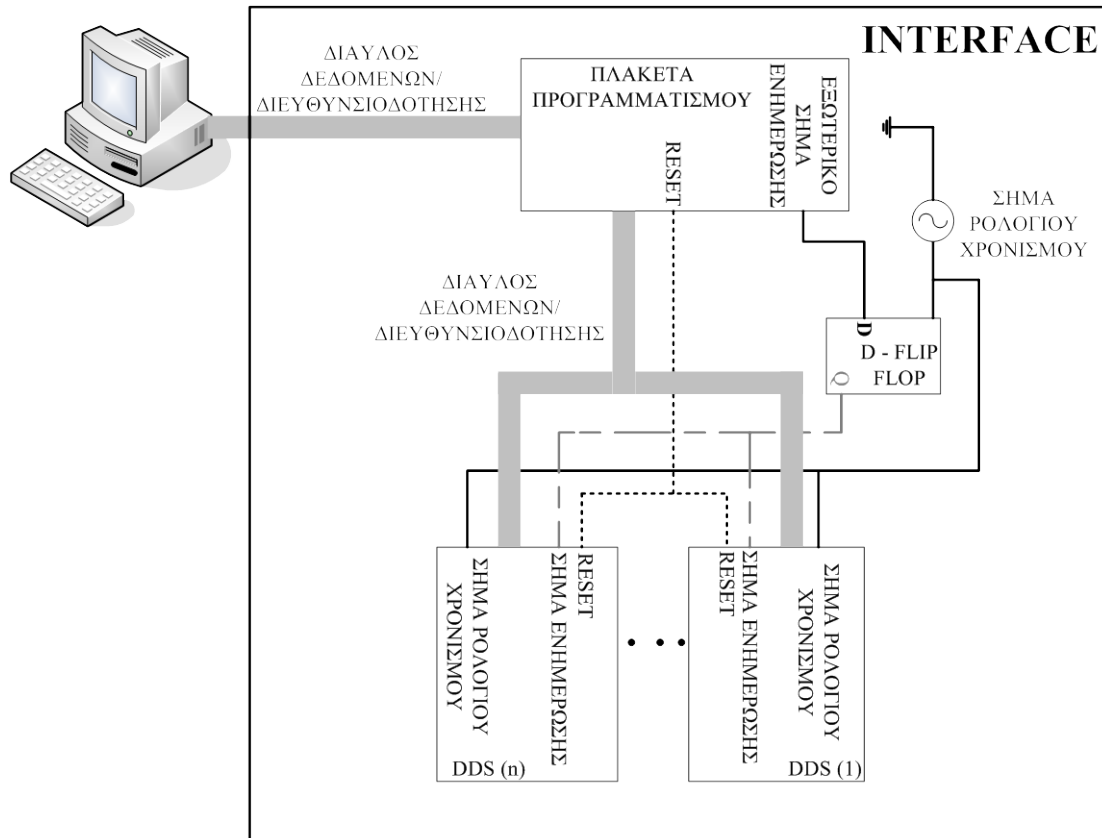 INTERFACE
ΔΙΑΥΛΟΣ
ΔΕΔΟΜΕΝΩΝ/
ΔΙΕΥΘΥΝΣΙΟΔΟΤΗΣΗΣ
ΠΛΑΚΕΤΑ
ΠΡΟΓΡΑΜΜΑΤΙΣΜΟΥ
RESET
ΕΞΩΤΕΡΙΚΟ
ΣΗΜΑ
ΕΝΗΜΕΡΩΣΗΣ
ΣΗΜΑ
ΡΟΛΟΓΙΟΥ
ΧΡΟΝΙΣΜΟΥ
ΔΙΑΥΛΟΣ
ΔΕΔΟΜΕΝΩΝ/
ΔΙΕΥΘΥΝΣΙΟΔΟΤΗΣΗΣ
D
D - FLIP
FLOP
Q
ΣΗΜΑ ΡΟΛΟΓΙΟΥ
ΧΡΟΝΙΣΜΟΥ
ΣΗΜΑ ΕΝΗΜΕΡΩΣΗΣ
RESET
DDS (n)
RESET
ΣΗΜΑ ΕΝΗΜΕΡΩΣΗΣ
ΣΗΜΑ ΡΟΛΟΓΙΟΥ
ΧΡΟΝΙΣΜΟΥ
DDS (1)